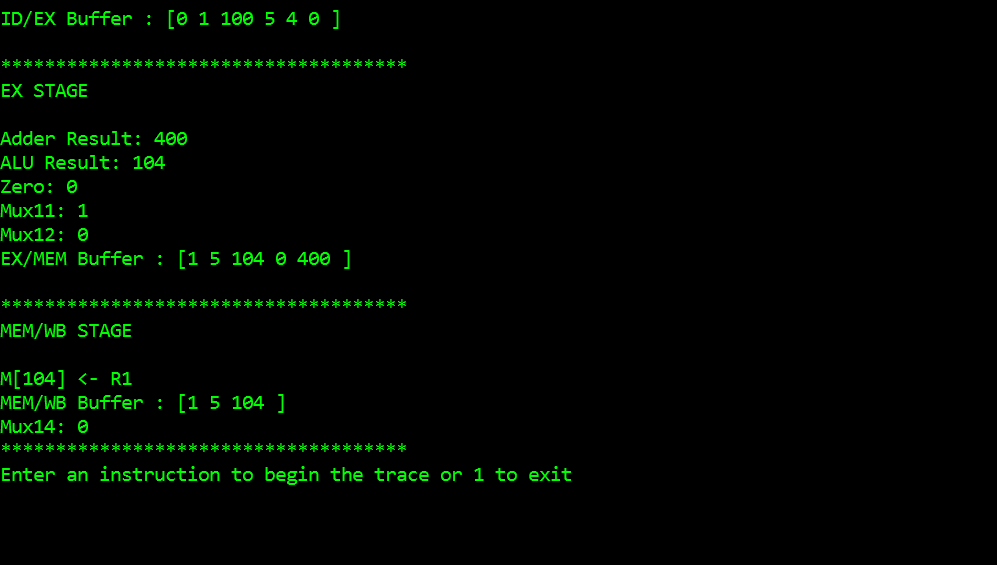 ID/EX Buffer : [0 1 100 5 4 0 ]
*************************************
EX STAGE
Adder Result: 400
ALU Result: 104
Zero: 0
Mux11: 1
Mux12: 0
EX/MEM Buffer : [1 5 104 0 400 ]
*************************************
MEM/WB STAGE
M[104] <- R1
MEM/WB Buffer : [1 5 104 ]
Mux14: 0
*************************************
Enter an instruction to begin the trace or 1 to exit